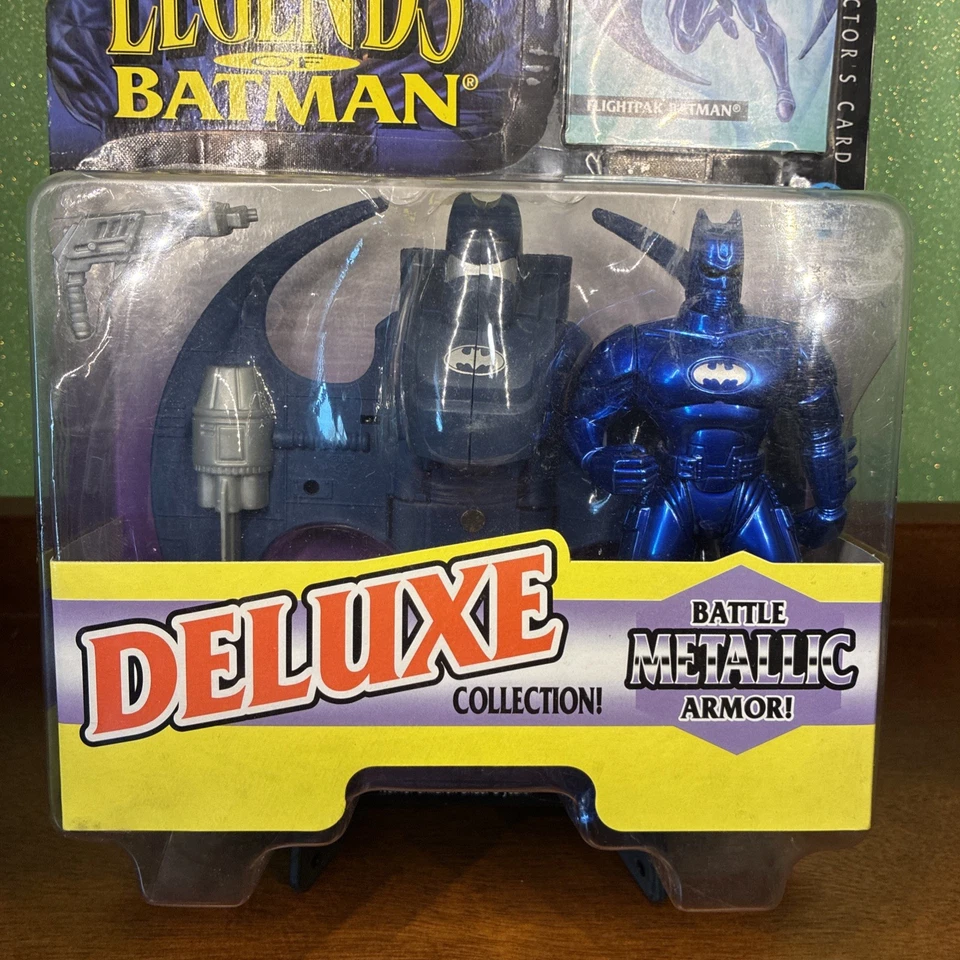 LEGENDS
OF
BATMAN®
FLIGHTPAK BATMAN®
CTOR'S CARD
DELUXE
COLLECTION!
BATTLE
METALLIC
ARMOR!